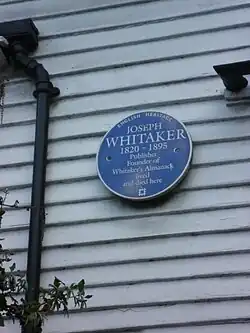 ENGLISH HERITAGE
JOSEPH
WHITAKER
1820 - 1895
Publisher
Founder of
Whitaker's Almanack
lived
and died here